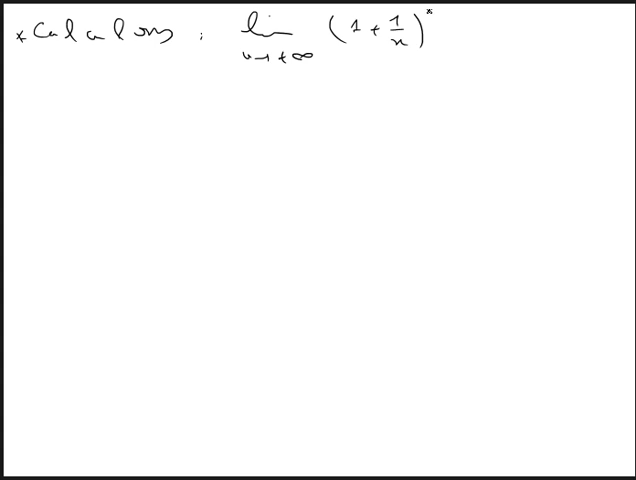 * Calculons : lim (1 + 1/x)^x
x→+∞